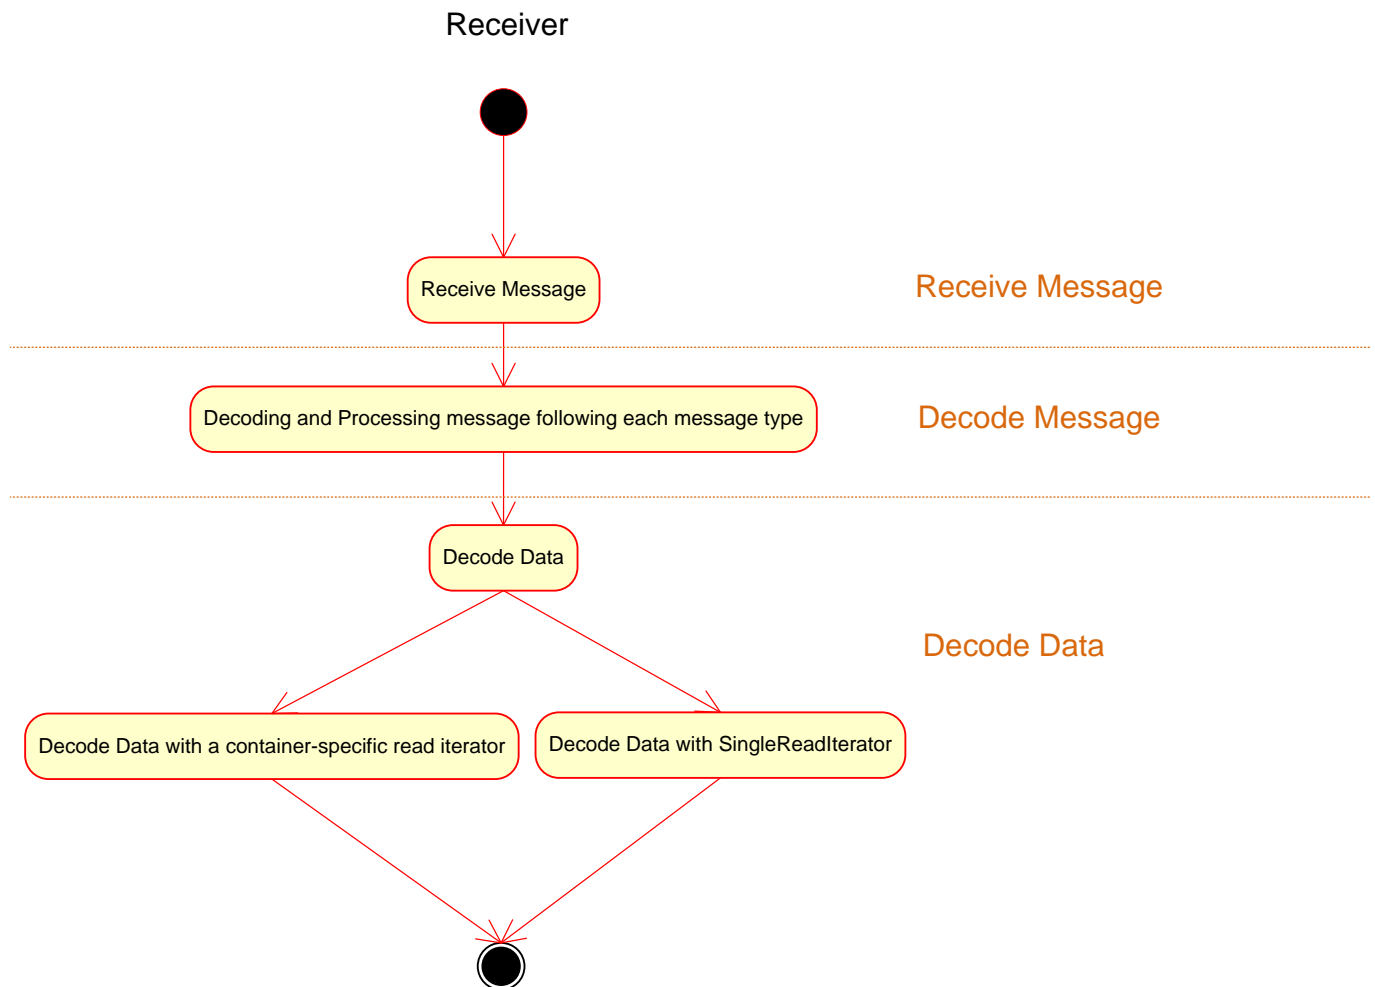 Receiver
Receive Message
Receive Message
Decoding and Processing message following each message type
Decode Message
Decode Data
Decode Data
Decode Data with a container-specific read iterator
Decode Data with SingleReadIterator